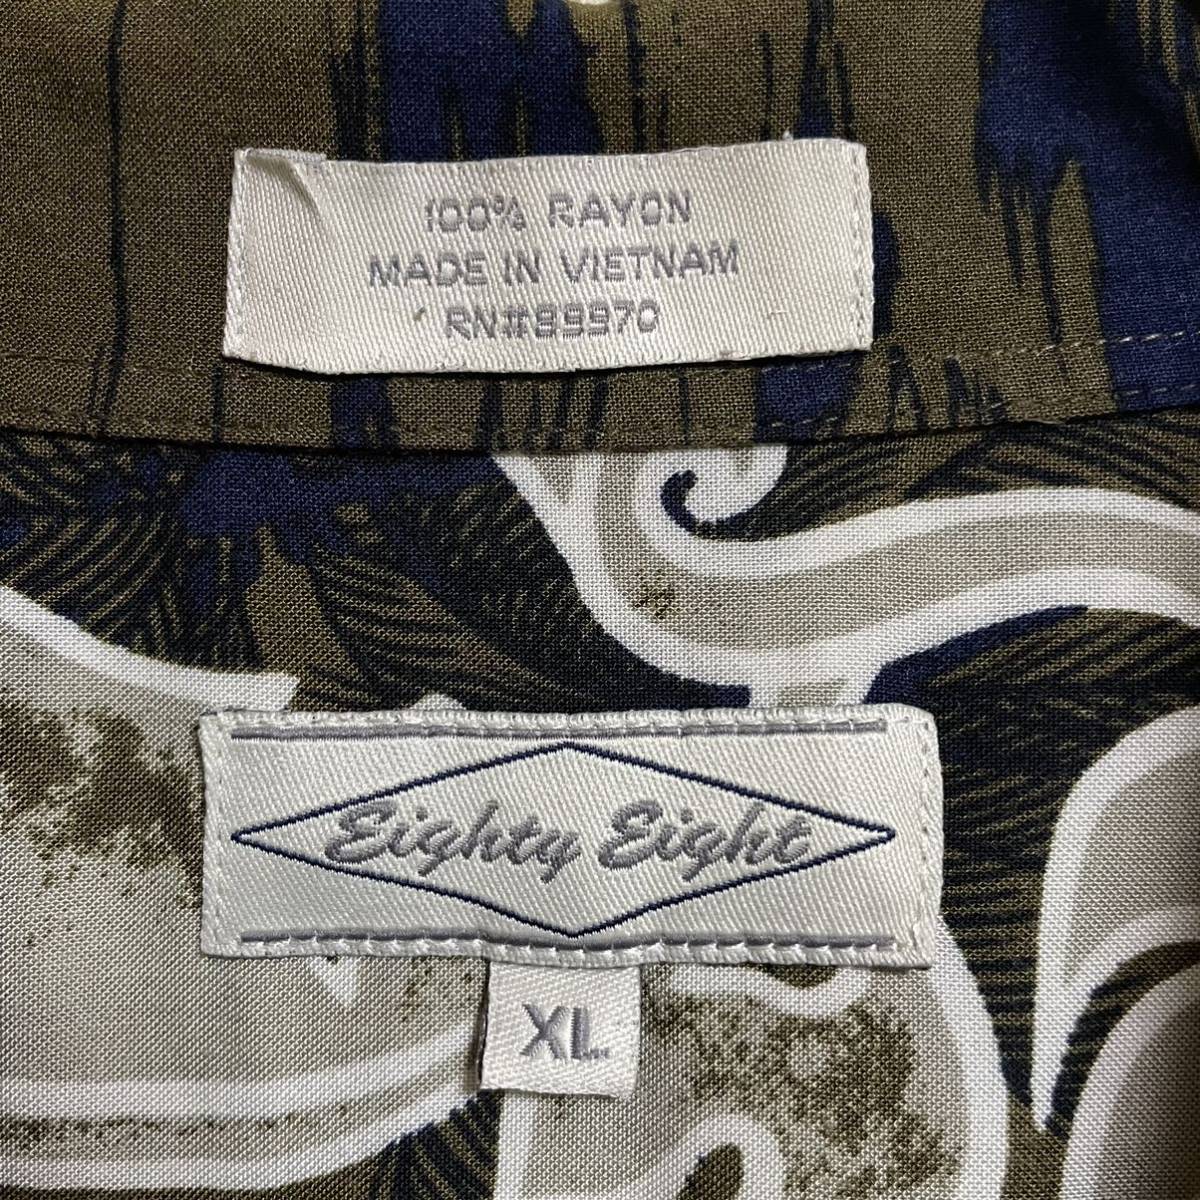 100% RAYON
MADE IN VIETNAM
RN#89970
Eighty Eight
XL